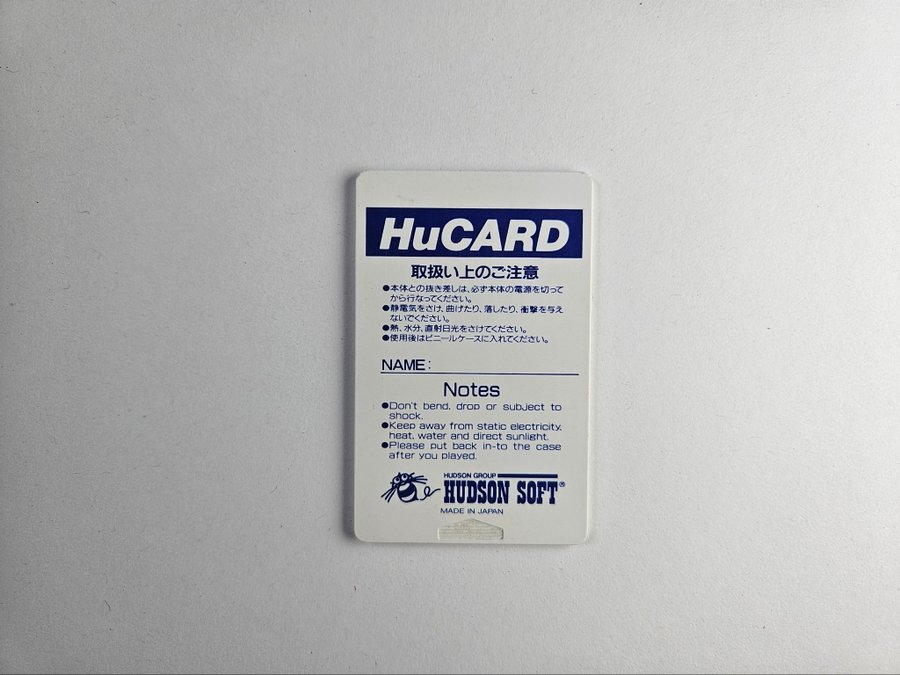 HuCARD
取扱い上のご注意
●本体との抜き差しは、必ず本体の電源を切って
から行なってください。
●静電気をさけ、曲げたり、落したり、衝撃を与え
ないでください。
●熱、水分、直射日光をさけてください。
●使用後はビニールケースに入れてください。
NAME:
Notes
●Don't bend, drop or subject to
shock.
●Keep away from static electricity,
heat, water and direct sunlight.
●Please put back in-to the case
after you played.
HUDSON GROUP
HUDSON SOFT®
MADE IN JAPAN